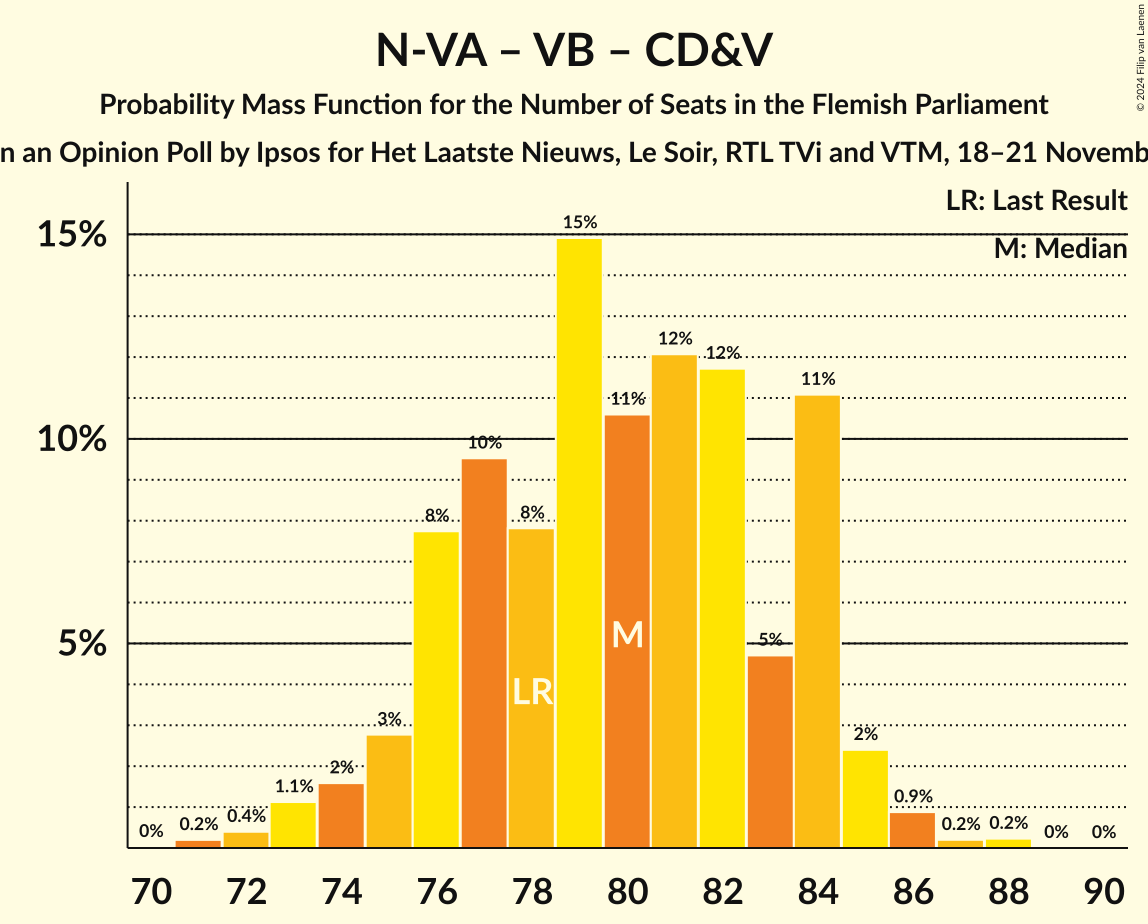 N-VA – VB – CD&V
Probability Mass Function for the Number of Seats in the Flemish Parliament
n an Opinion Poll by Ipsos for Het Laatste Nieuws, Le Soir, RTL TVi and VTM, 18–21 Novemb
© 2024 Filip van Laenen
LR: Last Result
M: Median
15%
10%
5%
0%
0.2%
0.4%
1.1%
2%
3%
8%
10%
8%
15%
11%
12%
12%
5%
11%
2%
0.9%
0.2%
0.2%
0%
0%
LR
M
70 72 74 76 78 80 82 84 86 88 90